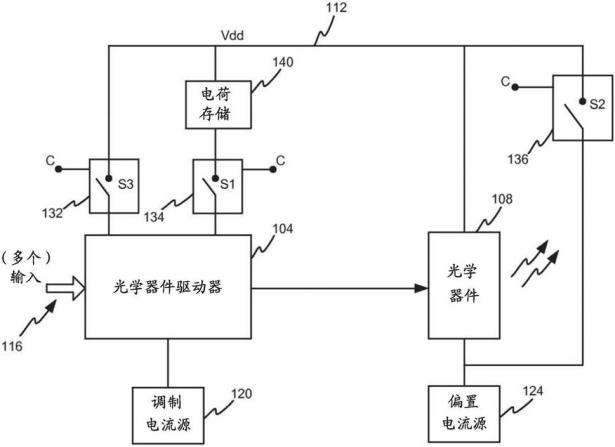 Vdd
112
140
电荷
存储
C
S2
136
C
S3
132
S1
C
134
104
108
(多个)
输入
光学器件驱动器
光学
器件
116
调制
电流源
120
偏置
电流源
124